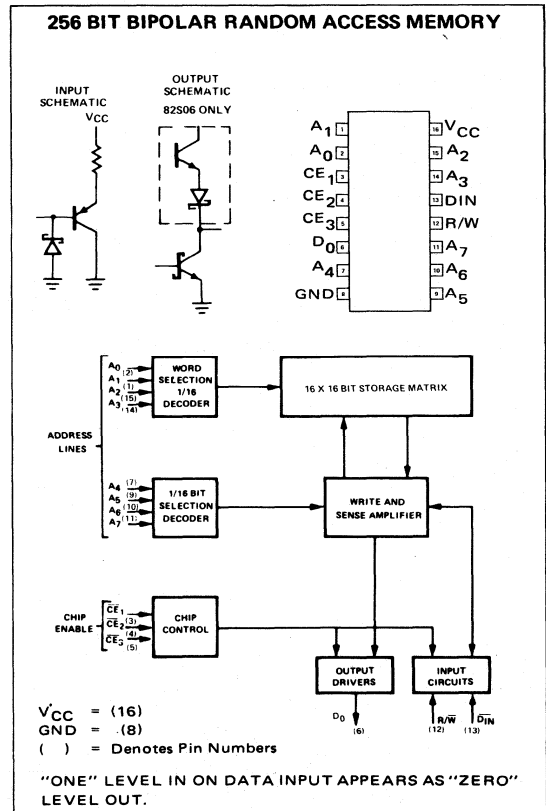 256 BIT BIPOLAR RANDOM ACCESS MEMORY
INPUT
SCHEMATIC
VCC
OUTPUT
SCHEMATIC
82S06 ONLY
A1 1
A0 2
CE1 3
CE2 4
CE3 5
D0 6
A4 7
GND 8
16 VCC
15 A2
14 A3
13 DIN
12 R/W
11 A7
10 A6
9 A5
ADDRESS
LINES
A0 (2)
A1 (1)
A2 (15)
A3 (14)
WORD
SELECTION
1/16
DECODER
16 X 16 BIT STORAGE MATRIX
A4 (7)
A5 (9)
A6 (10)
A7 (11)
1/16 BIT
SELECTION
DECODER
WRITE AND
SENSE AMPLIFIER
CHIP
ENABLE
C̅E̅1 (3)
C̅E̅2 (4)
C̅E̅3 (5)
CHIP
CONTROL
OUTPUT
DRIVERS
INPUT
CIRCUITS
D0 (6)
(12) R/W̅
(13) D̅I̅N̅
VCC = (16)
GND = (8)
( ) = Denotes Pin Numbers
"ONE" LEVEL IN ON DATA INPUT APPEARS AS "ZERO"
LEVEL OUT.